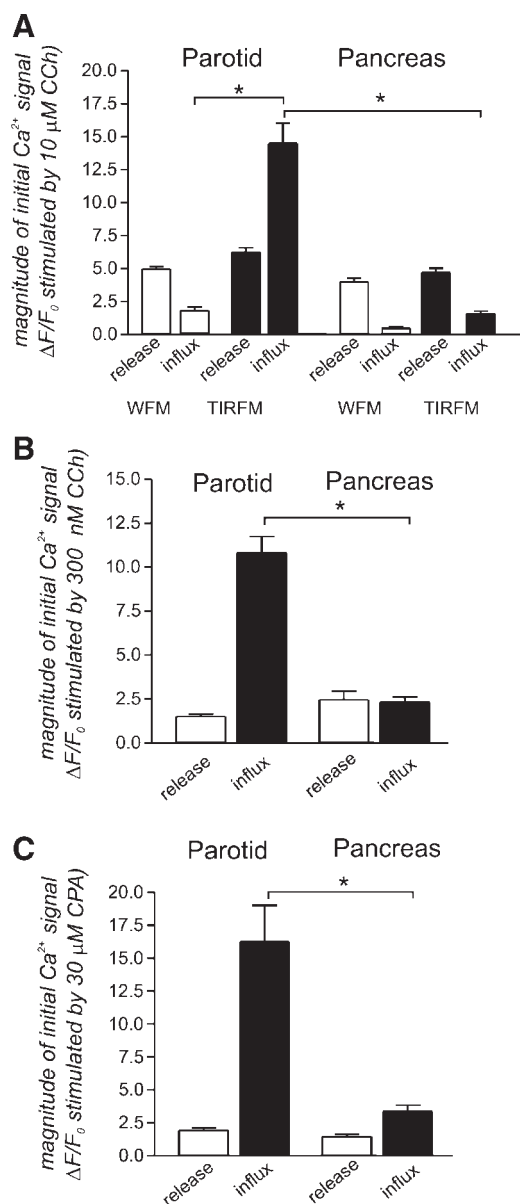 A
Parotid Pancreas
magnitude of initial Ca²⁺ signal
ΔF/F₀ stimulated by 10 μM CCh)
20.0
17.5
15.0
12.5
10.0
7.5
5.0
2.5
0.0
* *
release influx release influx release influx release influx
WFM TIRFM WFM TIRFM
B
Parotid Pancreas
magnitude of initial Ca²⁺ signal
ΔF/F₀ stimulated by 300 nM CCh)
15.0
12.5
10.0
7.5
5.0
2.5
0.0
*
release influx release influx
C
Parotid Pancreas
magnitude of initial Ca²⁺ signal
ΔF/F₀ stimulated by 30 μM CPA)
20.0
17.5
15.0
12.5
10.0
7.5
5.0
2.5
0.0
*
release influx release influx